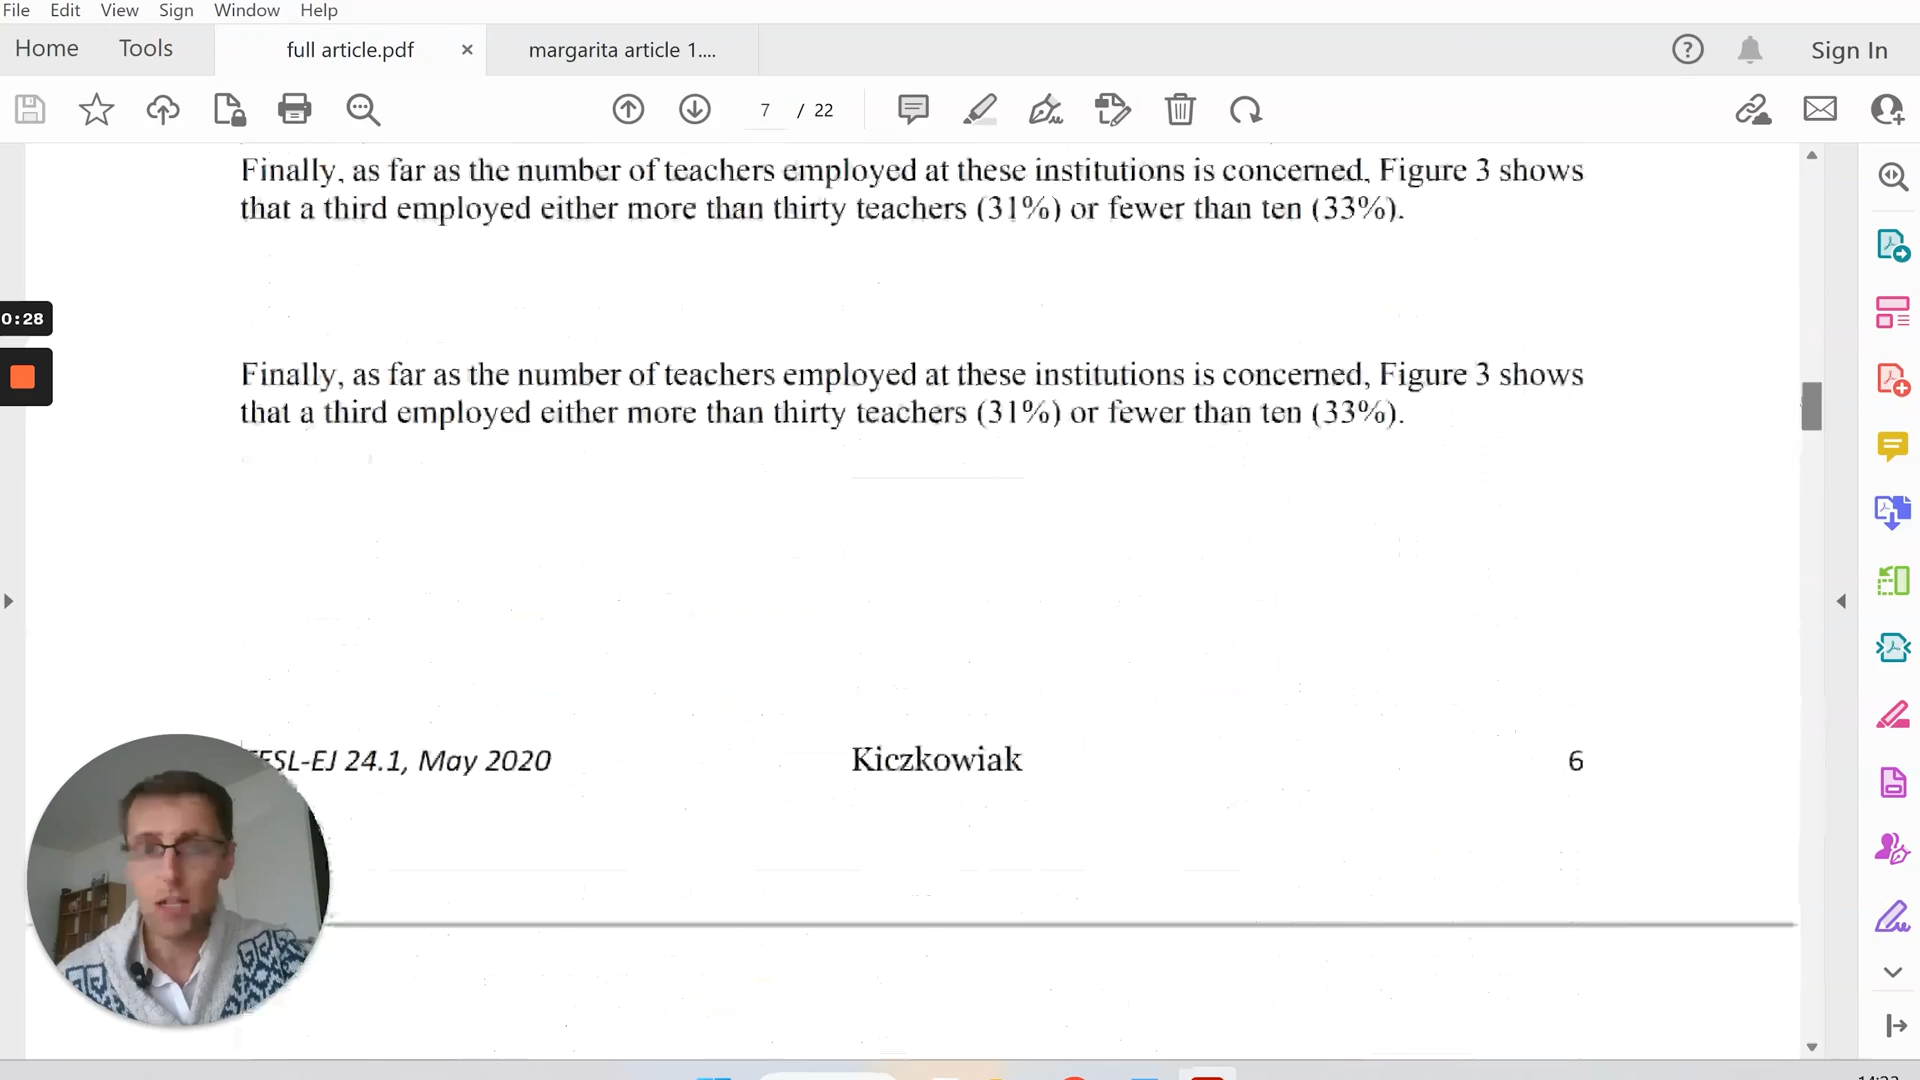 File Edit View Sign Window Help
Home Tools full article.pdf × margarita article 1.... Sign In
7 / 22
Finally, as far as the number of teachers employed at these institutions is concerned, Figure 3 shows
that a third employed either more than thirty teachers (31%) or fewer than ten (33%).
0:28
Finally, as far as the number of teachers employed at these institutions is concerned, Figure 3 shows
that a third employed either more than thirty teachers (31%) or fewer than ten (33%).
24.1, May 2020 Kiczkowiak 6